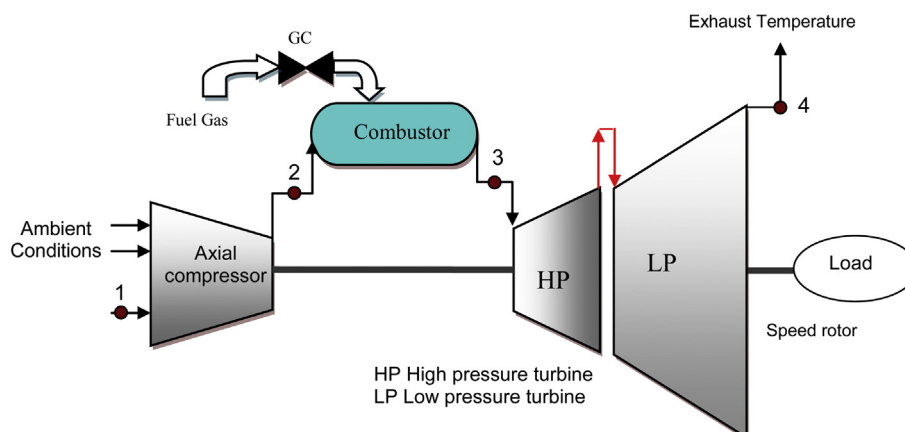 Exhaust Temperature
GC
Fuel Gas
4
Combustor
3
2
Ambient
Conditions
Axial
compressor
HP
LP
Load
1
Speed rotor
HP High pressure turbine
LP Low pressure turbine